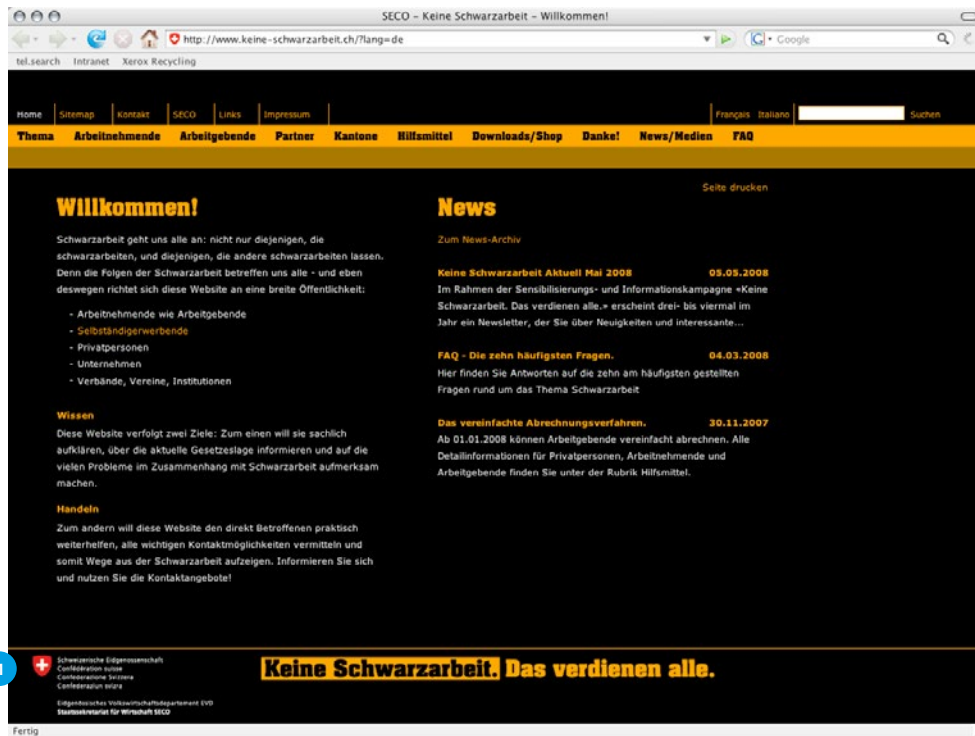 SECO – Keine Schwarzarbeit – Willkommen!
http://www.keine-schwarzarbeit.ch/?lang=de
Google
tel.search Intranet Xerox Recycling
Home Sitemap Kontakt SECO Links Impressum Français Italiano Suchen
Thema Arbeitnehmende Arbeitgebende Partner Kantone Hilfsmittel Downloads/Shop Danke! News/Medien FAQ
Seite drucken
Willkommen!
Schwarzarbeit geht uns alle an: nicht nur diejenigen, die
schwarzarbeiten, und diejenigen, die andere schwarzarbeiten lassen.
Denn die Folgen der Schwarzarbeit betreffen uns alle - und eben
deswegen richtet sich diese Website an eine breite Öffentlichkeit:
- Arbeitnehmende wie Arbeitgebende
- Selbständigerwerbende
- Privatpersonen
- Unternehmen
- Verbände, Vereine, Institutionen
Wissen
Diese Website verfolgt zwei Ziele: Zum einen will sie sachlich
aufklären, über die aktuelle Gesetzeslage informieren und auf die
vielen Probleme im Zusammenhang mit Schwarzarbeit aufmerksam
machen.
Handeln
Zum andern will diese Website den direkt Betroffenen praktisch
weiterhelfen, alle wichtigen Kontaktmöglichkeiten vermitteln und
somit Wege aus der Schwarzarbeit aufzeigen. Informieren Sie sich
und nutzen Sie die Kontaktangebote!
News
Zum News-Archiv
Keine Schwarzarbeit Aktuell Mai 2008 05.05.2008
Im Rahmen der Sensibilisierungs- und Informationskampagne «Keine
Schwarzarbeit. Das verdienen alle.» erscheint drei- bis viermal im
Jahr ein Newsletter, der Sie über Neuigkeiten und interessante...
FAQ - Die zehn häufigsten Fragen. 04.03.2008
Hier finden Sie Antworten auf die zehn am häufigsten gestellten
Fragen rund um das Thema Schwarzarbeit
Das vereinfachte Abrechnungsverfahren. 30.11.2007
Ab 01.01.2008 können Arbeitgebende vereinfacht abrechnen. Alle
Detailinformationen für Privatpersonen, Arbeitnehmende und
Arbeitgebende finden Sie unter der Rubrik Hilfsmittel.
Schweizerische Eidgenossenschaft
Confédération suisse
Confederazione Svizzera
Confederaziun svizra
Eidgenössisches Volkswirtschaftsdepartement EVD
Staatssekretariat für Wirtschaft SECO
Keine Schwarzarbeit. Das verdienen alle.
Fertig